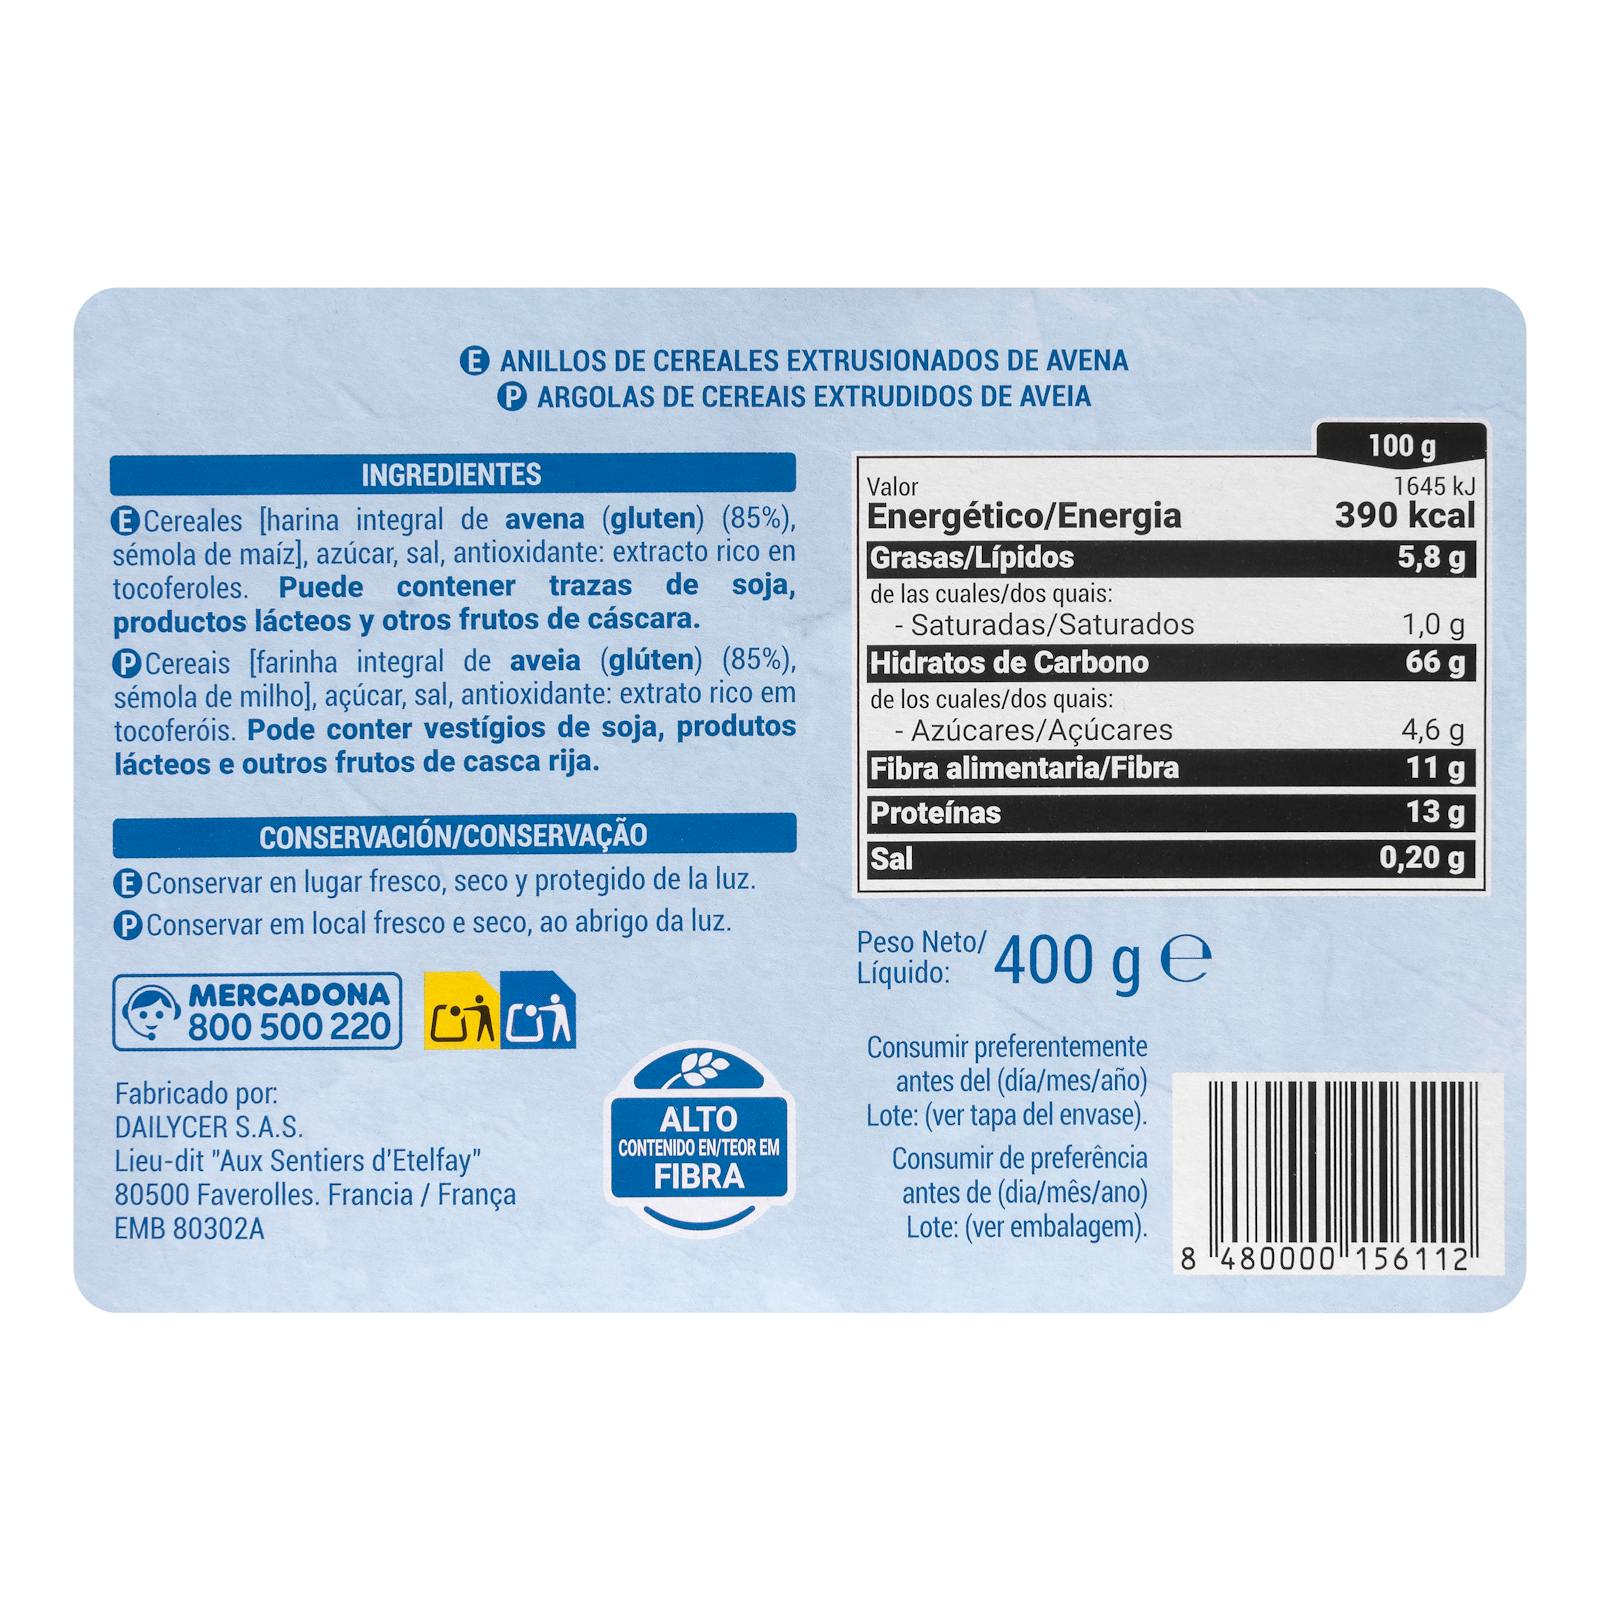 E ANILLOS DE CEREALES EXTRUSIONADOS DE AVENA
P ARGOLAS DE CEREAIS EXTRUDIDOS DE AVEIA
INGREDIENTES
E Cereales [harina integral de avena (gluten) (85%),
sémola de maíz], azúcar, sal, antioxidante: extracto rico en
tocoferoles. Puede contener trazas de soja,
productos lácteos y otros frutos de cáscara.
P Cereais [farinha integral de aveia (glúten) (85%),
sémola de milho], açúcar, sal, antioxidante: extrato rico em
tocoferóis. Pode conter vestígios de soja, produtos
lácteos e outros frutos de casca rija.
CONSERVACIÓN/CONSERVAÇÃO
E Conservar en lugar fresco, seco y protegido de la luz.
P Conservar em local fresco e seco, ao abrigo da luz.
MERCADONA
800 500 220
Fabricado por:
DAILYCER S.A.S.
Lieu-dit "Aux Sentiers d'Etelfay"
80500 Faverolles. Francia / França
EMB 80302A
ALTO
CONTENIDO EN/TEOR EM
FIBRA
100 g
Valor 1645 kJ
Energético/Energia 390 kcal
Grasas/Lípidos 5,8 g
de las cuales/dos quais:
- Saturadas/Saturados 1,0 g
Hidratos de Carbono 66 g
de los cuales/dos quais:
- Azúcares/Açúcares 4,6 g
Fibra alimentaria/Fibra 11 g
Proteínas 13 g
Sal 0,20 g
Peso Neto/
Líquido: 400 g ℮
Consumir preferentemente
antes del (día/mes/año)
Lote: (ver tapa del envase).
Consumir de preferência
antes de (dia/mês/ano)
Lote: (ver embalagem).
8 480000 156112